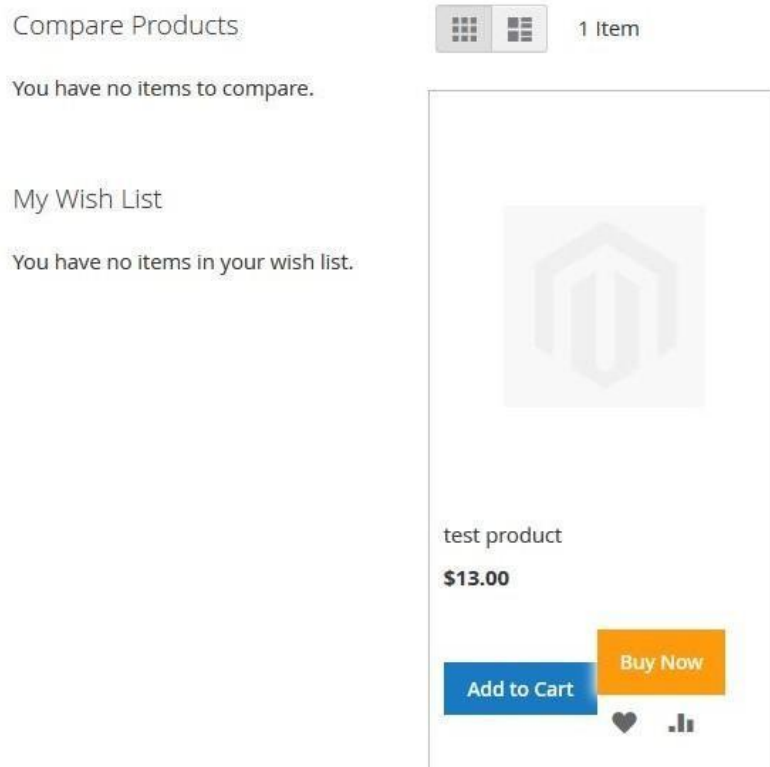 Compare Products
You have no items to compare.
My Wish List
You have no items in your wish list.
1 Item
test product
$13.00
Buy Now
Add to Cart